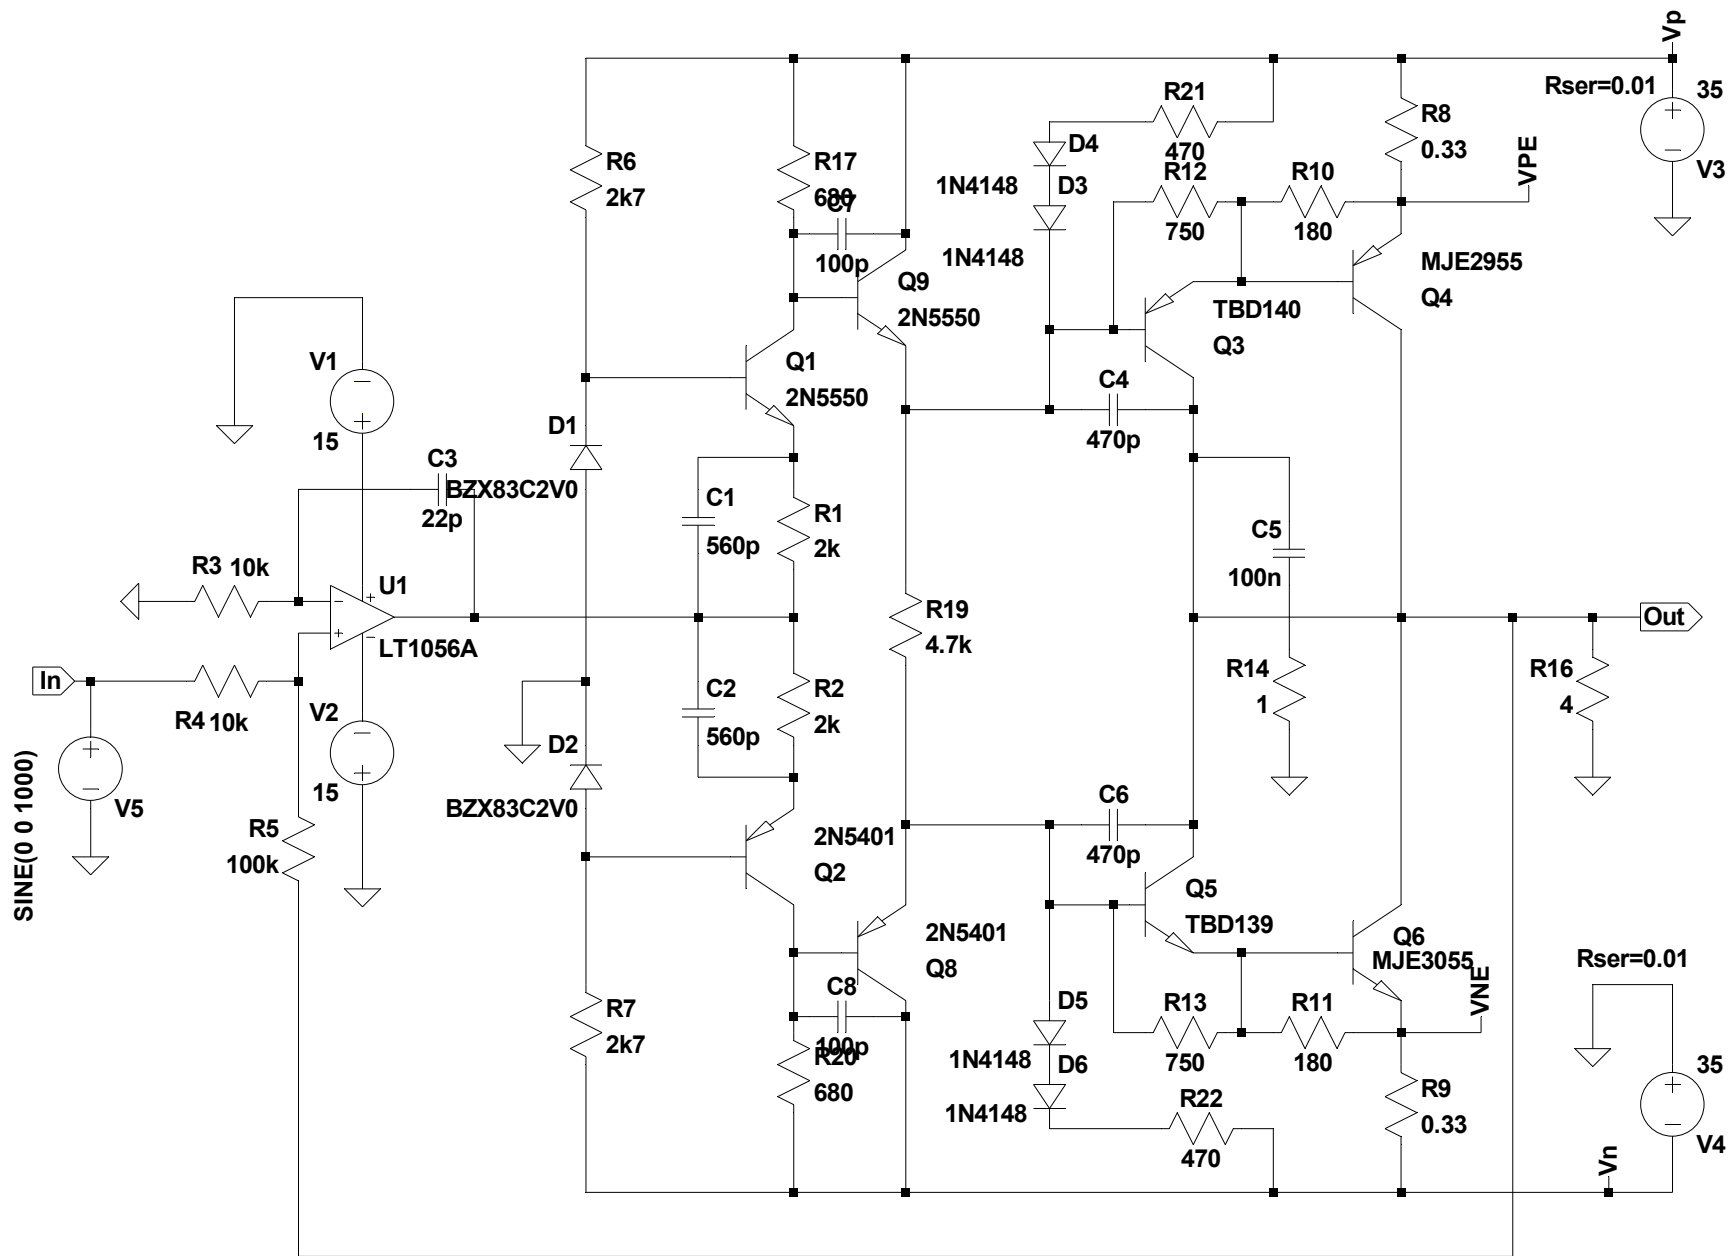 Vp
Rser=0.01
35
V3
R21
470
R8
0.33
D4
1N4148
R6
2k7
R17
680
D3
1N4148
R12
750
R10
180
VPE
C7
100p
MJE2955
Q4
Q9
2N5550
TBD140
Q3
V1
15
Q1
2N5550
C4
470p
D1
BZX83C2V0
C3
22p
C1
560p
R1
2k
C5
100n
R3
10k
U1
LT1056A
−
+
+
−
R19
4.7k
Out
In
R4
10k
V2
15
C2
560p
R2
2k
R14
1
R16
4
D2
BZX83C2V0
SINE(0 0 1000)
V5
R5
100k
C6
470p
2N5401
Q2
Q5
TBD139
2N5401
Q8
Q6
MJE3055
VNE
Rser=0.01
C8
100p
R7
2k7
R20
680
D5
1N4148
R13
750
R11
180
D6
1N4148
R22
470
R9
0.33
35
V4
Vn